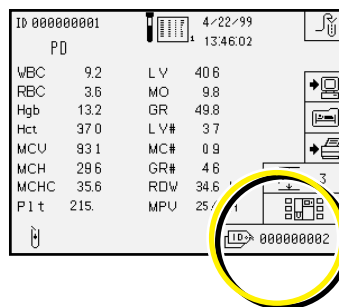 ID 000000001
4/22/99
PD
1
13:46:02
WBC 9.2 LY 40 6
RBC 3.6 MO 9.8
Hgb 13.2 GR 49.8
Hct 37 0 LY# 3 7
MCV 93 1 MC# 0 9
MCH 29 6 GR# 4 6
MCHC 35.6 RDW 34.6
3
Plt 215. MPV 25
ID 000000002